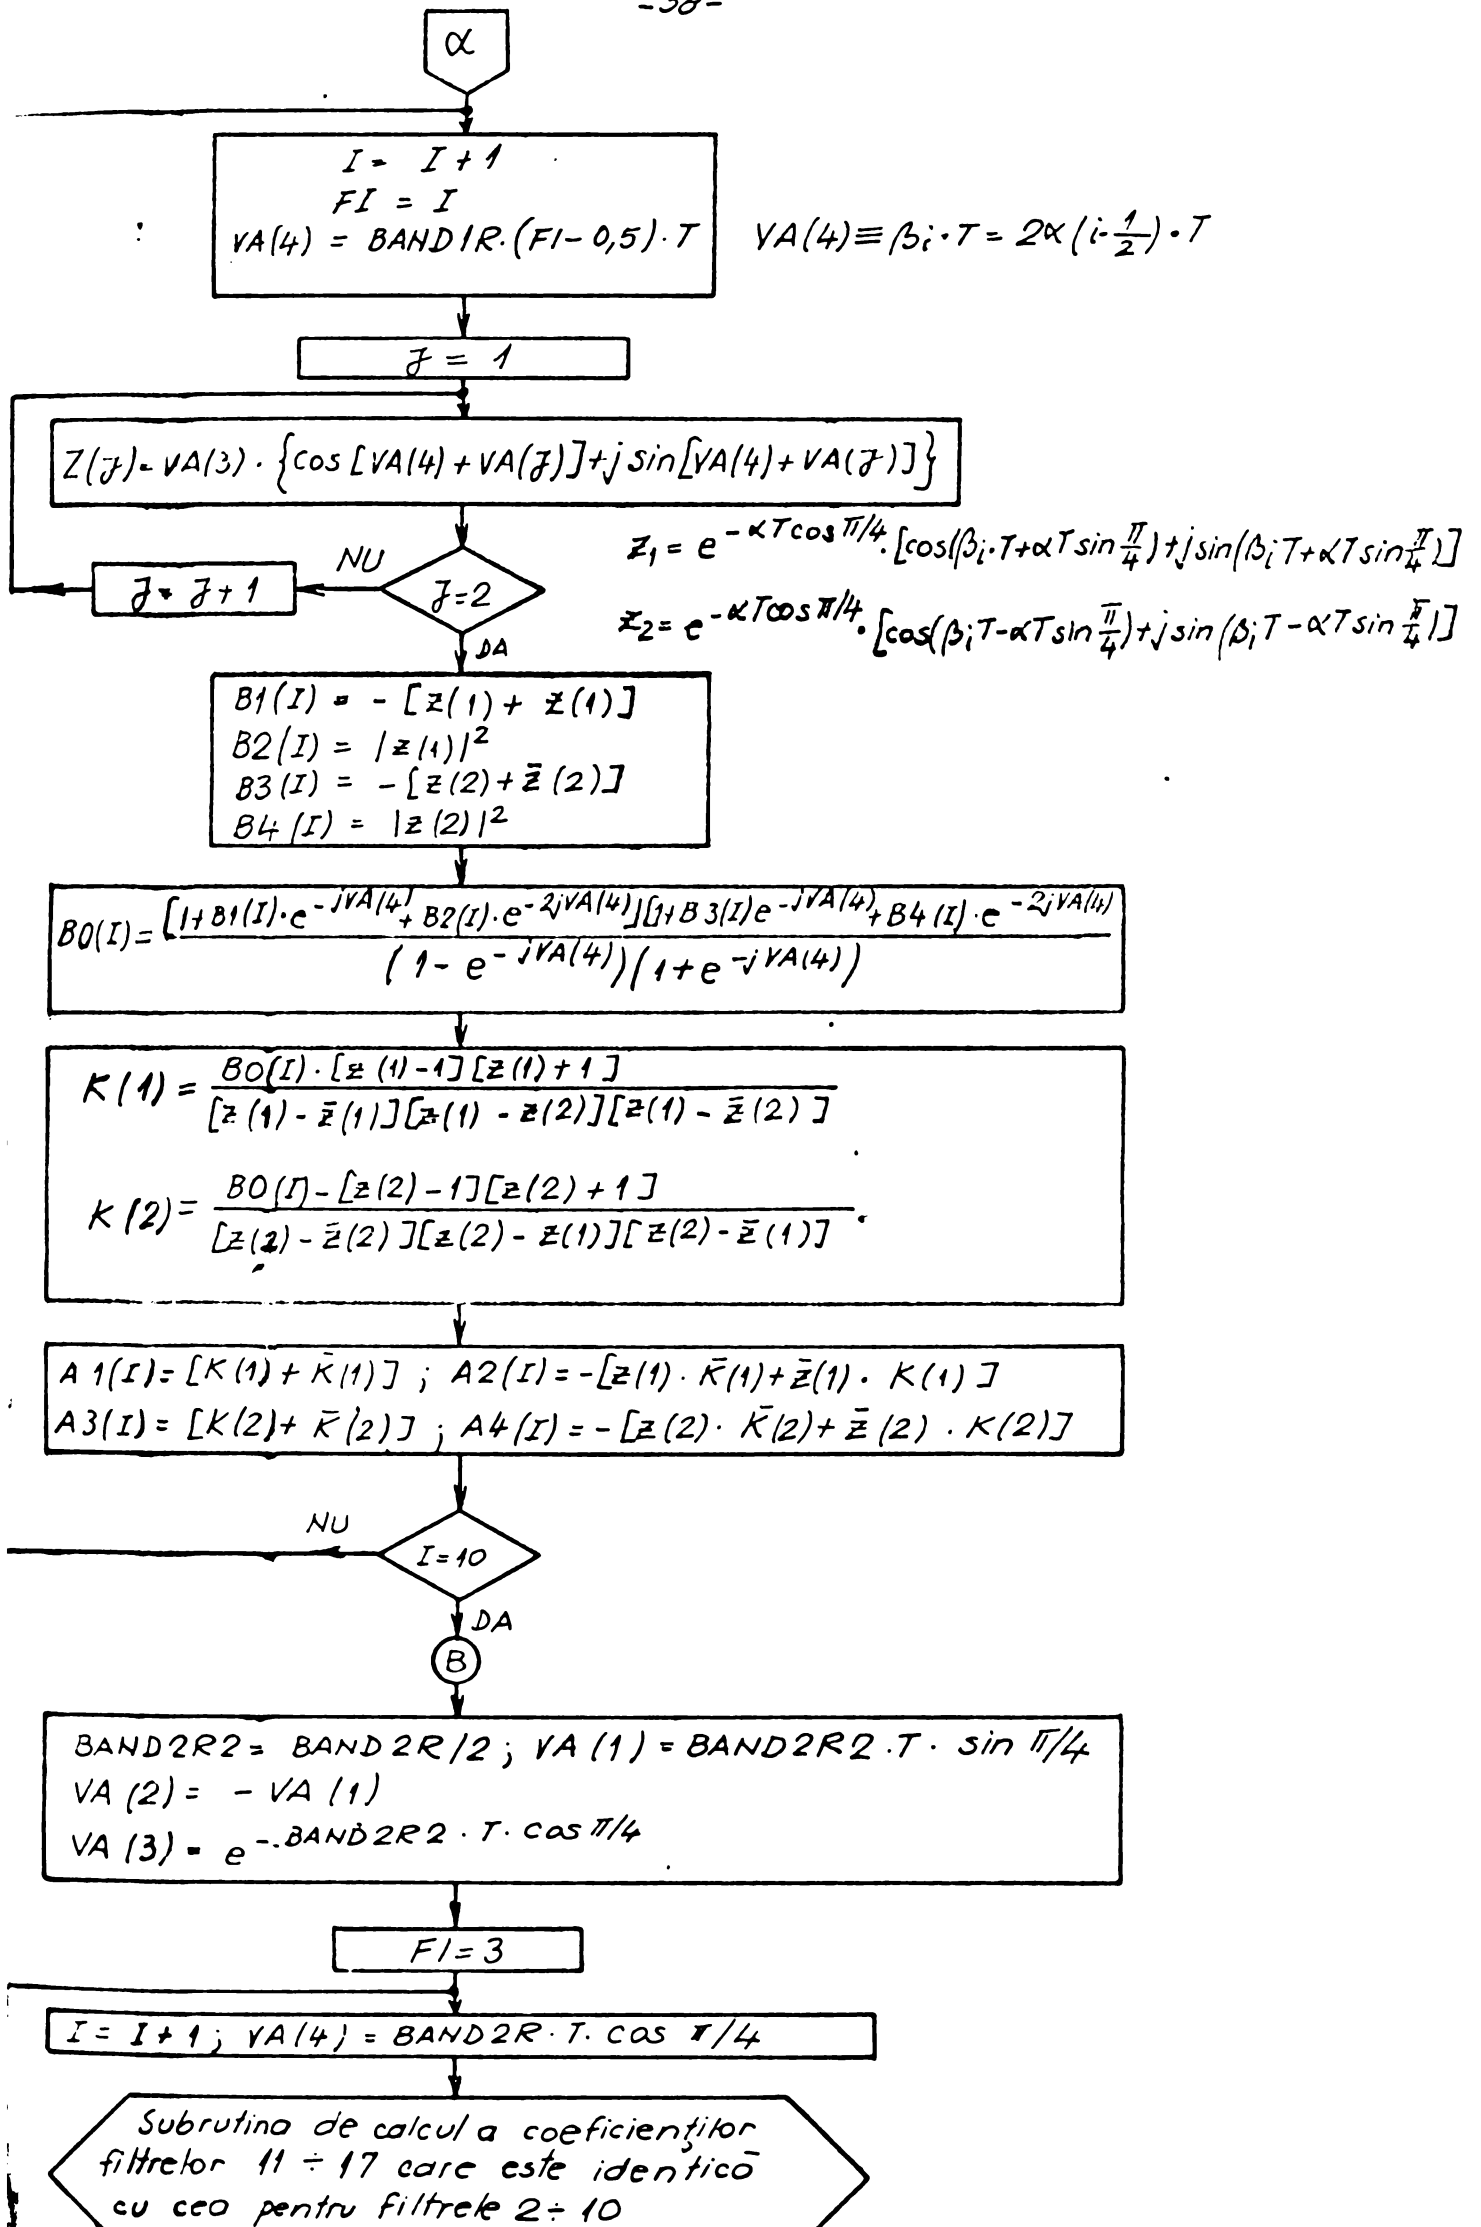 -38-
α
I = I + 1
FI = I
VA(4) = BAND1R·(FI-0,5)·T
VA(4) ≡ βi·T = 2α(i-1/2)·T
J = 1
Z(J) = VA(3)·{cos[VA(4)+VA(J)]+j sin[VA(4)+VA(J)]}
z1 = e^-αTcosπ/4·[cos(βi·T+αT sin π/4)+j sin(βiT+αT sin π/4)]
NU
J = J+1
J=2
z2 = e^-αTcosπ/4·[cos(βiT-αT sin π/4)+j sin(βiT-αT sin π/4)]
DA
B1(I) = -[z(1)+ z(1)]
B2(I) = |z(1)|²
B3(I) = -[z(2)+z̄(2)]
B4(I) = |z(2)|²
B0(I) = [1+B1(I)·e^-jVA(4)+B2(I)·e^-2jVA(4)][1+B3(I)e^-jVA(4)+B4(I)·e^-2jVA(4)
(1-e^-jVA(4))(1+e^-jVA(4))
K(1) = B0(I)·[z(1)-1][z(1)+1]
[z(1)-z̄(1)][z(1)-z(2)][z(1)-z̄(2)]
K(2) = B0(I)-[z(2)-1][z(2)+1]
[z(2)-z̄(2)][z(2)-z(1)][z(2)-z̄(1)]
A1(I)=[K(1)+K̄(1)] ; A2(I)=-[z(1)·K̄(1)+z̄(1)·K(1)]
A3(I)=[K(2)+K̄(2)] ; A4(I)=-[z(2)·K̄(2)+z̄(2)·K(2)]
NU
I=10
DA
B
BAND2R2= BAND2R/2 ; VA(1)=BAND2R2·T·sin π/4
VA(2)= -VA(1)
VA(3)= e^-BAND2R2·T·cos π/4
FI=3
I = I+1 ; VA(4) = BAND2R·T·cos π/4
Subrutina de calcul a coeficienților
filtrelor 11 ÷ 17 care este identică
cu cea pentru filtrele 2 ÷ 10